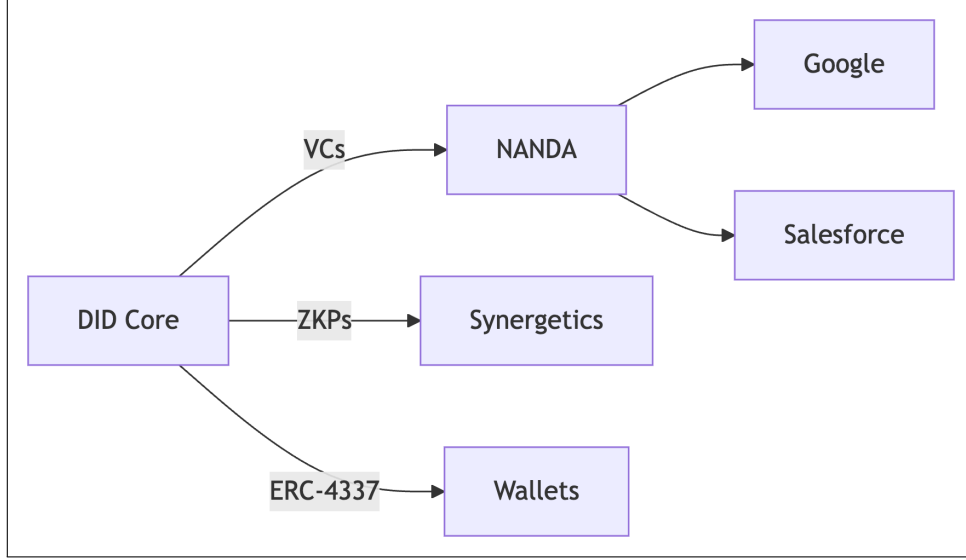 Google
VCs
NANDA
Salesforce
DID Core
ZKPs
Synergetics
ERC-4337
Wallets